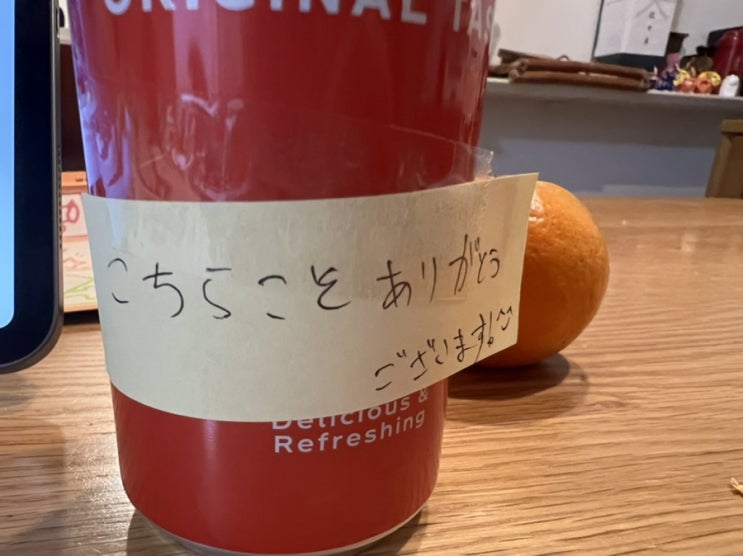 ORIGINAL TAS
こちらこそ ありがとう
ございます!
Delicious &
Refreshing